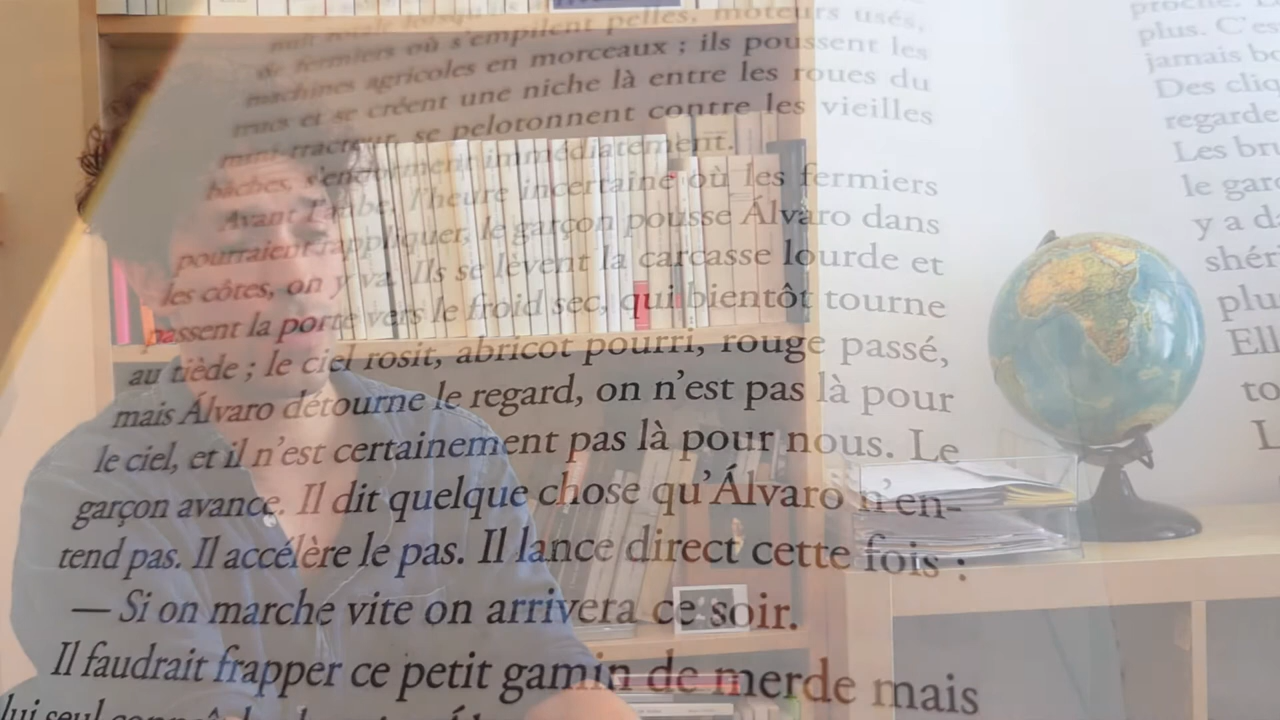 de fermiers où s'empilent pelles, moteurs usés,
machines agricoles en morceaux ; ils poussent les
trucs et se créent une niche là entre les roues du
mini-tracteur, se pelotonnent contre les vieilles
bâches, s'endorment immédiatement.
Avant l'aube, l'heure incertaine où les fermiers
pourraient rappliquer, le garçon pousse Álvaro dans
les côtes, on y va. Ils se lèvent la carcasse lourde et
passent la porte vers le froid sec, qui bientôt tourne
au tiède ; le ciel rosit, abricot pourri, rouge passé,
mais Álvaro détourne le regard, on n'est pas là pour
le ciel, et il n'est certainement pas là pour nous. Le
garçon avance. Il dit quelque chose qu'Álvaro n'en-
tend pas. Il accélère le pas. Il lance direct cette fois :
— Si on marche vite on arrivera ce soir.
Il faudrait frapper ce petit gamin de merde mais
lui seul
plus. C'es
jamais bo
Des cliq
regarde
Les bru
le garç
y a d
shér
plu
Ell
to
L